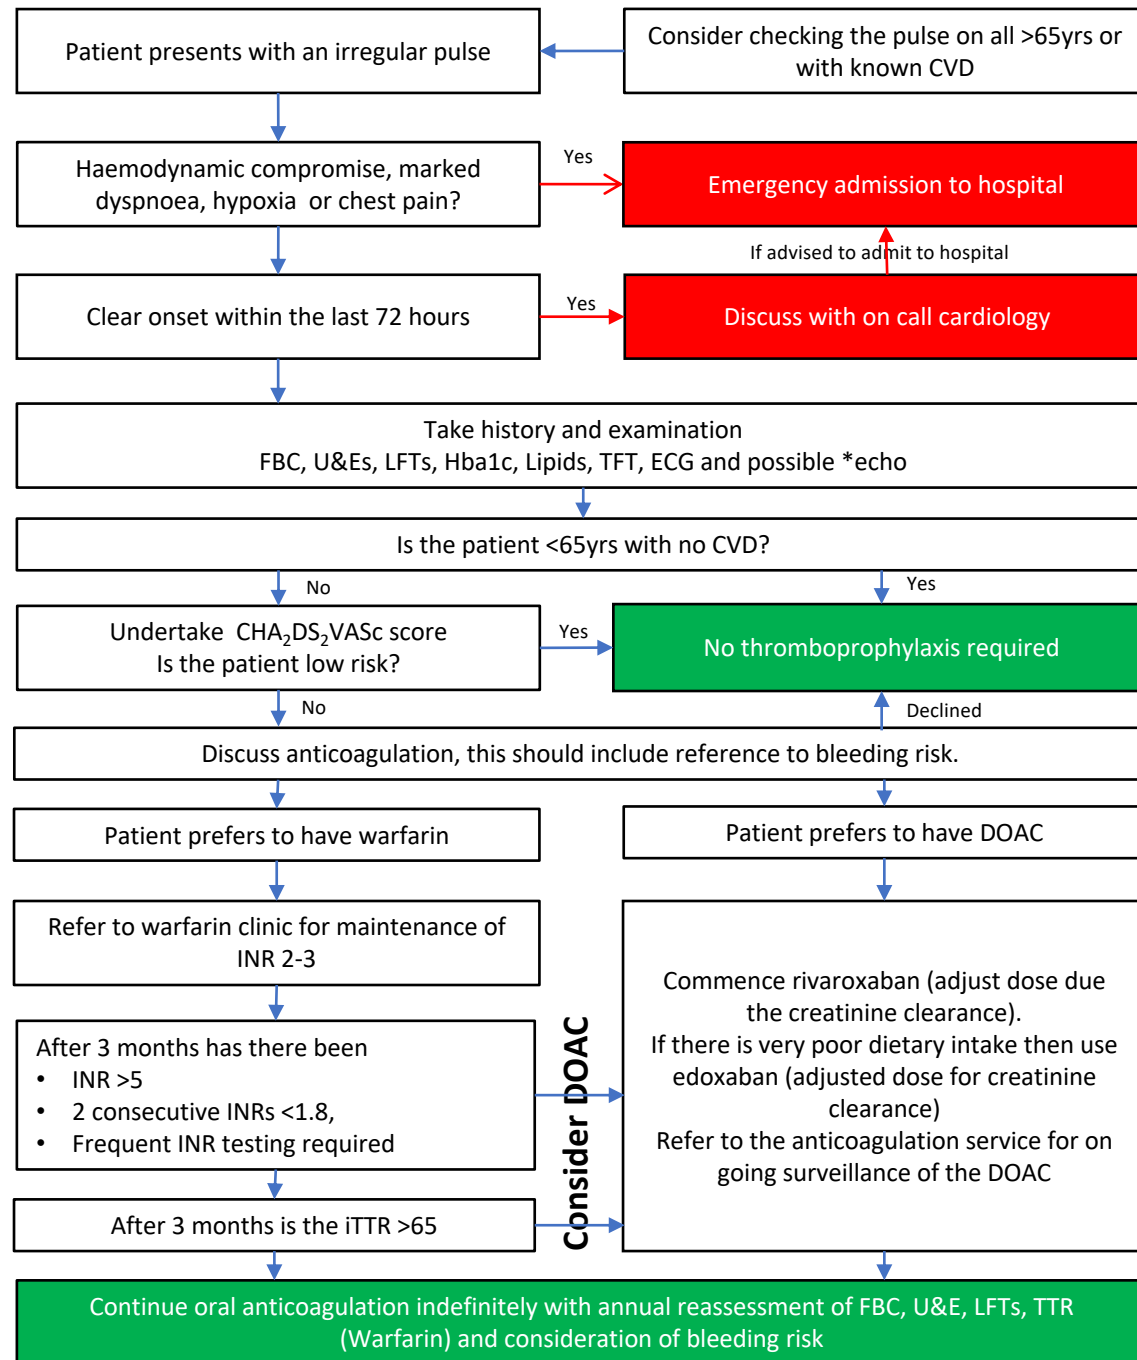 Patient presents with an irregular pulse
Consider checking the pulse on all >65yrs or
with known CVD
Haemodynamic compromise, marked
dyspnoea, hypoxia or chest pain?
Yes
Emergency admission to hospital
If advised to admit to hospital
Clear onset within the last 72 hours
Yes
Discuss with on call cardiology
Take history and examination
FBC, U&Es, LFTs, Hba1c, Lipids, TFT, ECG and possible *echo
Is the patient <65yrs with no CVD?
No
Yes
Undertake CHA₂DS₂VASc score
Is the patient low risk?
Yes
No thromboprophylaxis required
No
Declined
Discuss anticoagulation, this should include reference to bleeding risk.
Patient prefers to have warfarin
Patient prefers to have DOAC
Refer to warfarin clinic for maintenance of
INR 2-3
After 3 months has there been
• INR >5
• 2 consecutive INRs <1.8,
• Frequent INR testing required
After 3 months is the iTTR >65
Consider DOAC
Commence rivaroxaban (adjust dose due
the creatinine clearance).
If there is very poor dietary intake then use
edoxaban (adjusted dose for creatinine
clearance)
Refer to the anticoagulation service for on
going surveillance of the DOAC
Continue oral anticoagulation indefinitely with annual reassessment of FBC, U&E, LFTs, TTR
(Warfarin) and consideration of bleeding risk